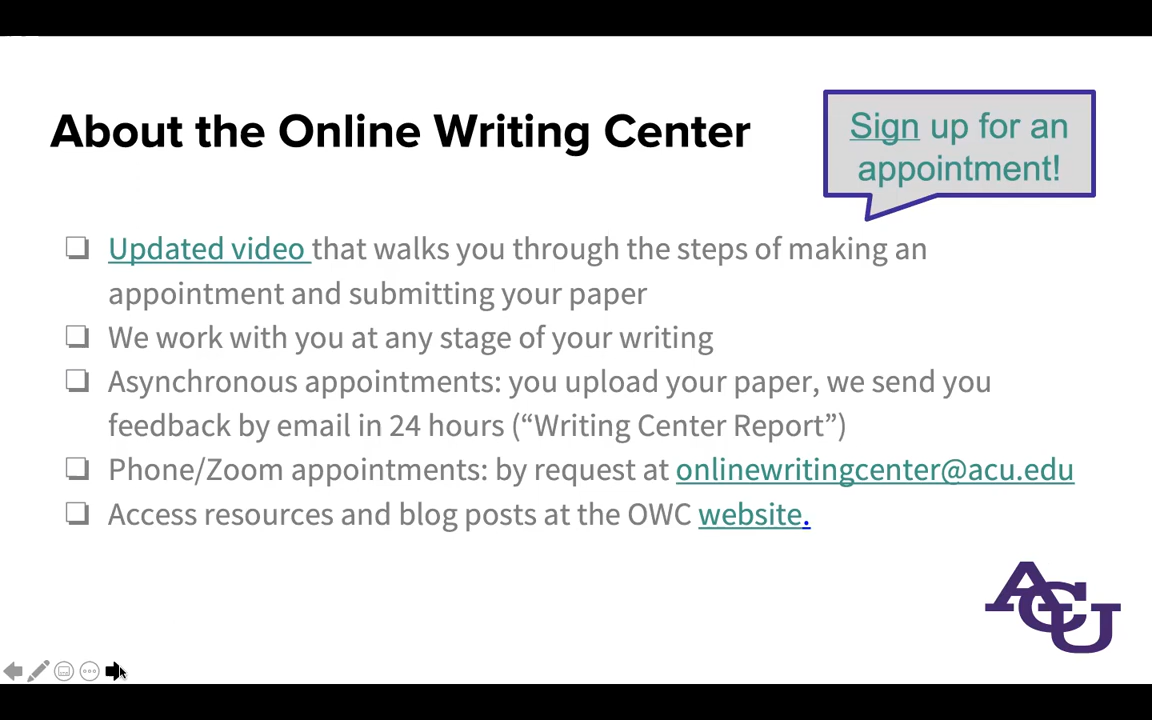 About the Online Writing Center
Sign up for an
appointment!
❏ Updated video that walks you through the steps of making an
appointment and submitting your paper
❏ We work with you at any stage of your writing
❏ Asynchronous appointments: you upload your paper, we send you
feedback by email in 24 hours (“Writing Center Report”)
❏ Phone/Zoom appointments: by request at onlinewritingcenter@acu.edu
❏ Access resources and blog posts at the OWC website.
ACU